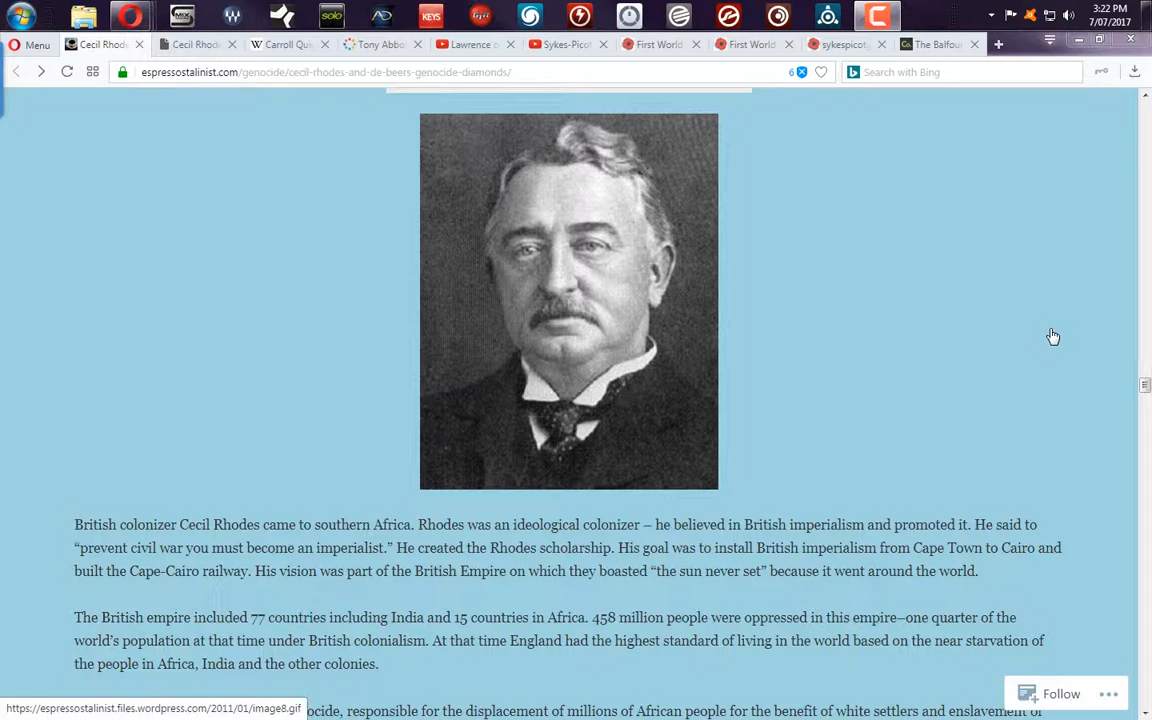 3:22 PM
7/07/2017
MiX
solo
KEYS
Menu
Cecil Rhode
Cecil Rhod
Carroll Qui
Tony Abbo
Lawrence o
Sykes-Picot
First World
First World
sykespicot
The Balfour
espressostalinist.com/genocide/cecil-rhodes-and-de-beers-genocide-diamonds/
6
Search with Bing
British colonizer Cecil Rhodes came to southern Africa. Rhodes was an ideological colonizer – he believed in British imperialism and promoted it. He said to
“prevent civil war you must become an imperialist.” He created the Rhodes scholarship. His goal was to install British imperialism from Cape Town to Cairo and
built the Cape-Cairo railway. His vision was part of the British Empire on which they boasted “the sun never set” because it went around the world.
The British empire included 77 countries including India and 15 countries in Africa. 458 million people were oppressed in this empire–one quarter of the
world’s population at that time under British colonialism. At that time England had the highest standard of living in the world based on the near starvation of
the people in Africa, India and the other colonies.
Follow
https://espressostalinist.files.wordpress.com/2011/01/image8.gif
ocide, responsible for the displacement of millions of African people for the benefit of white settlers and enslavement of